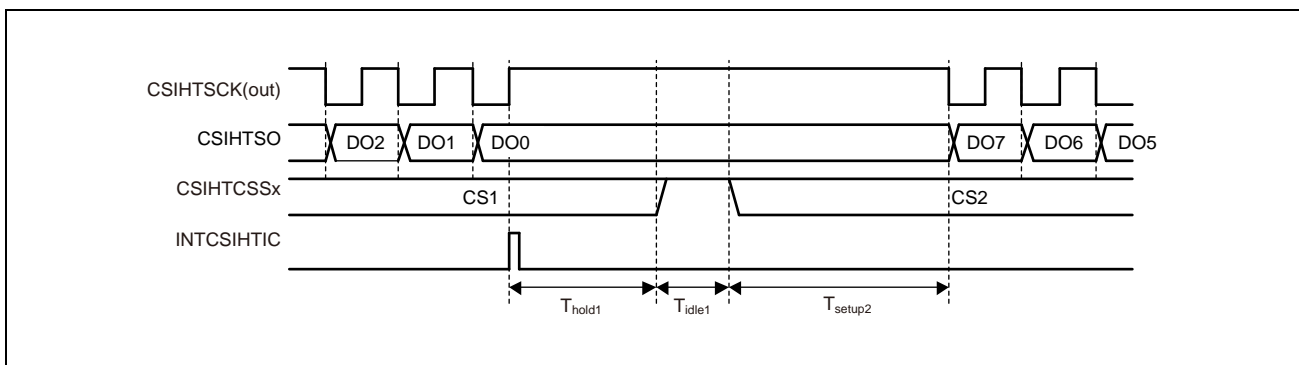 CSIHTSCK(out)
CSIHTSO DO2 DO1 DO0 DO7 DO6 DO5
CSIHTCSSx CS1 CS2
INTCSIHTIC
Thold1 Tidle1 Tsetup2